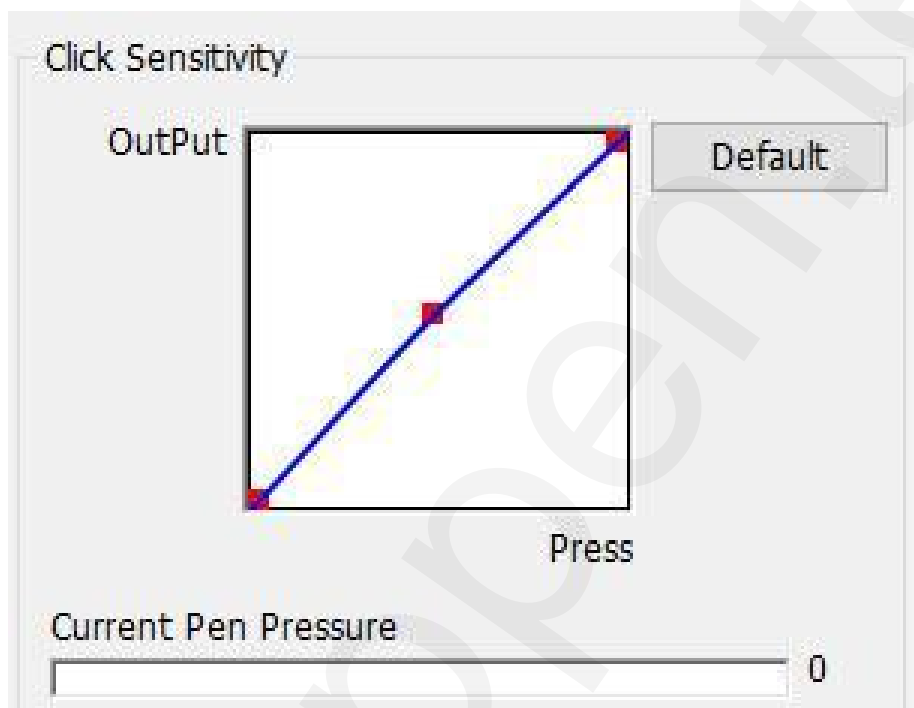 Click Sensitivity
OutPut
Default
Press
Current Pen Pressure
0